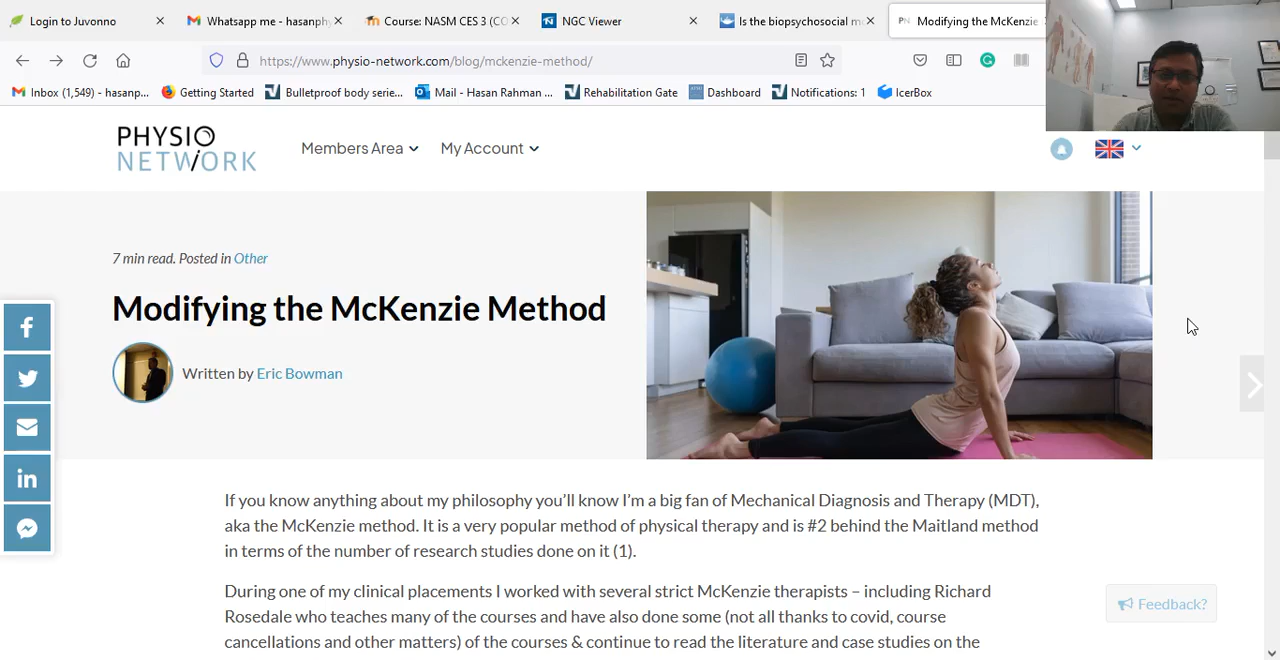 Login to Juvonno
Whatsapp me - hasanph
Course: NASM CES 3 (CO
NGC Viewer
Is the biopsychosocial m
PN Modifying the McKenzie
https://www.physio-network.com/blog/mckenzie-method/
Inbox (1,549) - hasanp...
Getting Started
Bulletproof body serie...
Mail - Hasan Rahman ...
Rehabilitation Gate
Dashboard
Notifications: 1
IcerBox
PHYSIO
NETWORK
Members Area
My Account
7 min read. Posted in Other
Modifying the McKenzie Method
Written by Eric Bowman
If you know anything about my philosophy you'll know I'm a big fan of Mechanical Diagnosis and Therapy (MDT),
aka the McKenzie method. It is a very popular method of physical therapy and is #2 behind the Maitland method
in terms of the number of research studies done on it (1).
During one of my clinical placements I worked with several strict McKenzie therapists – including Richard
Rosedale who teaches many of the courses and have also done some (not all thanks to covid, course
cancellations and other matters) of the courses & continue to read the literature and case studies on the
Feedback?